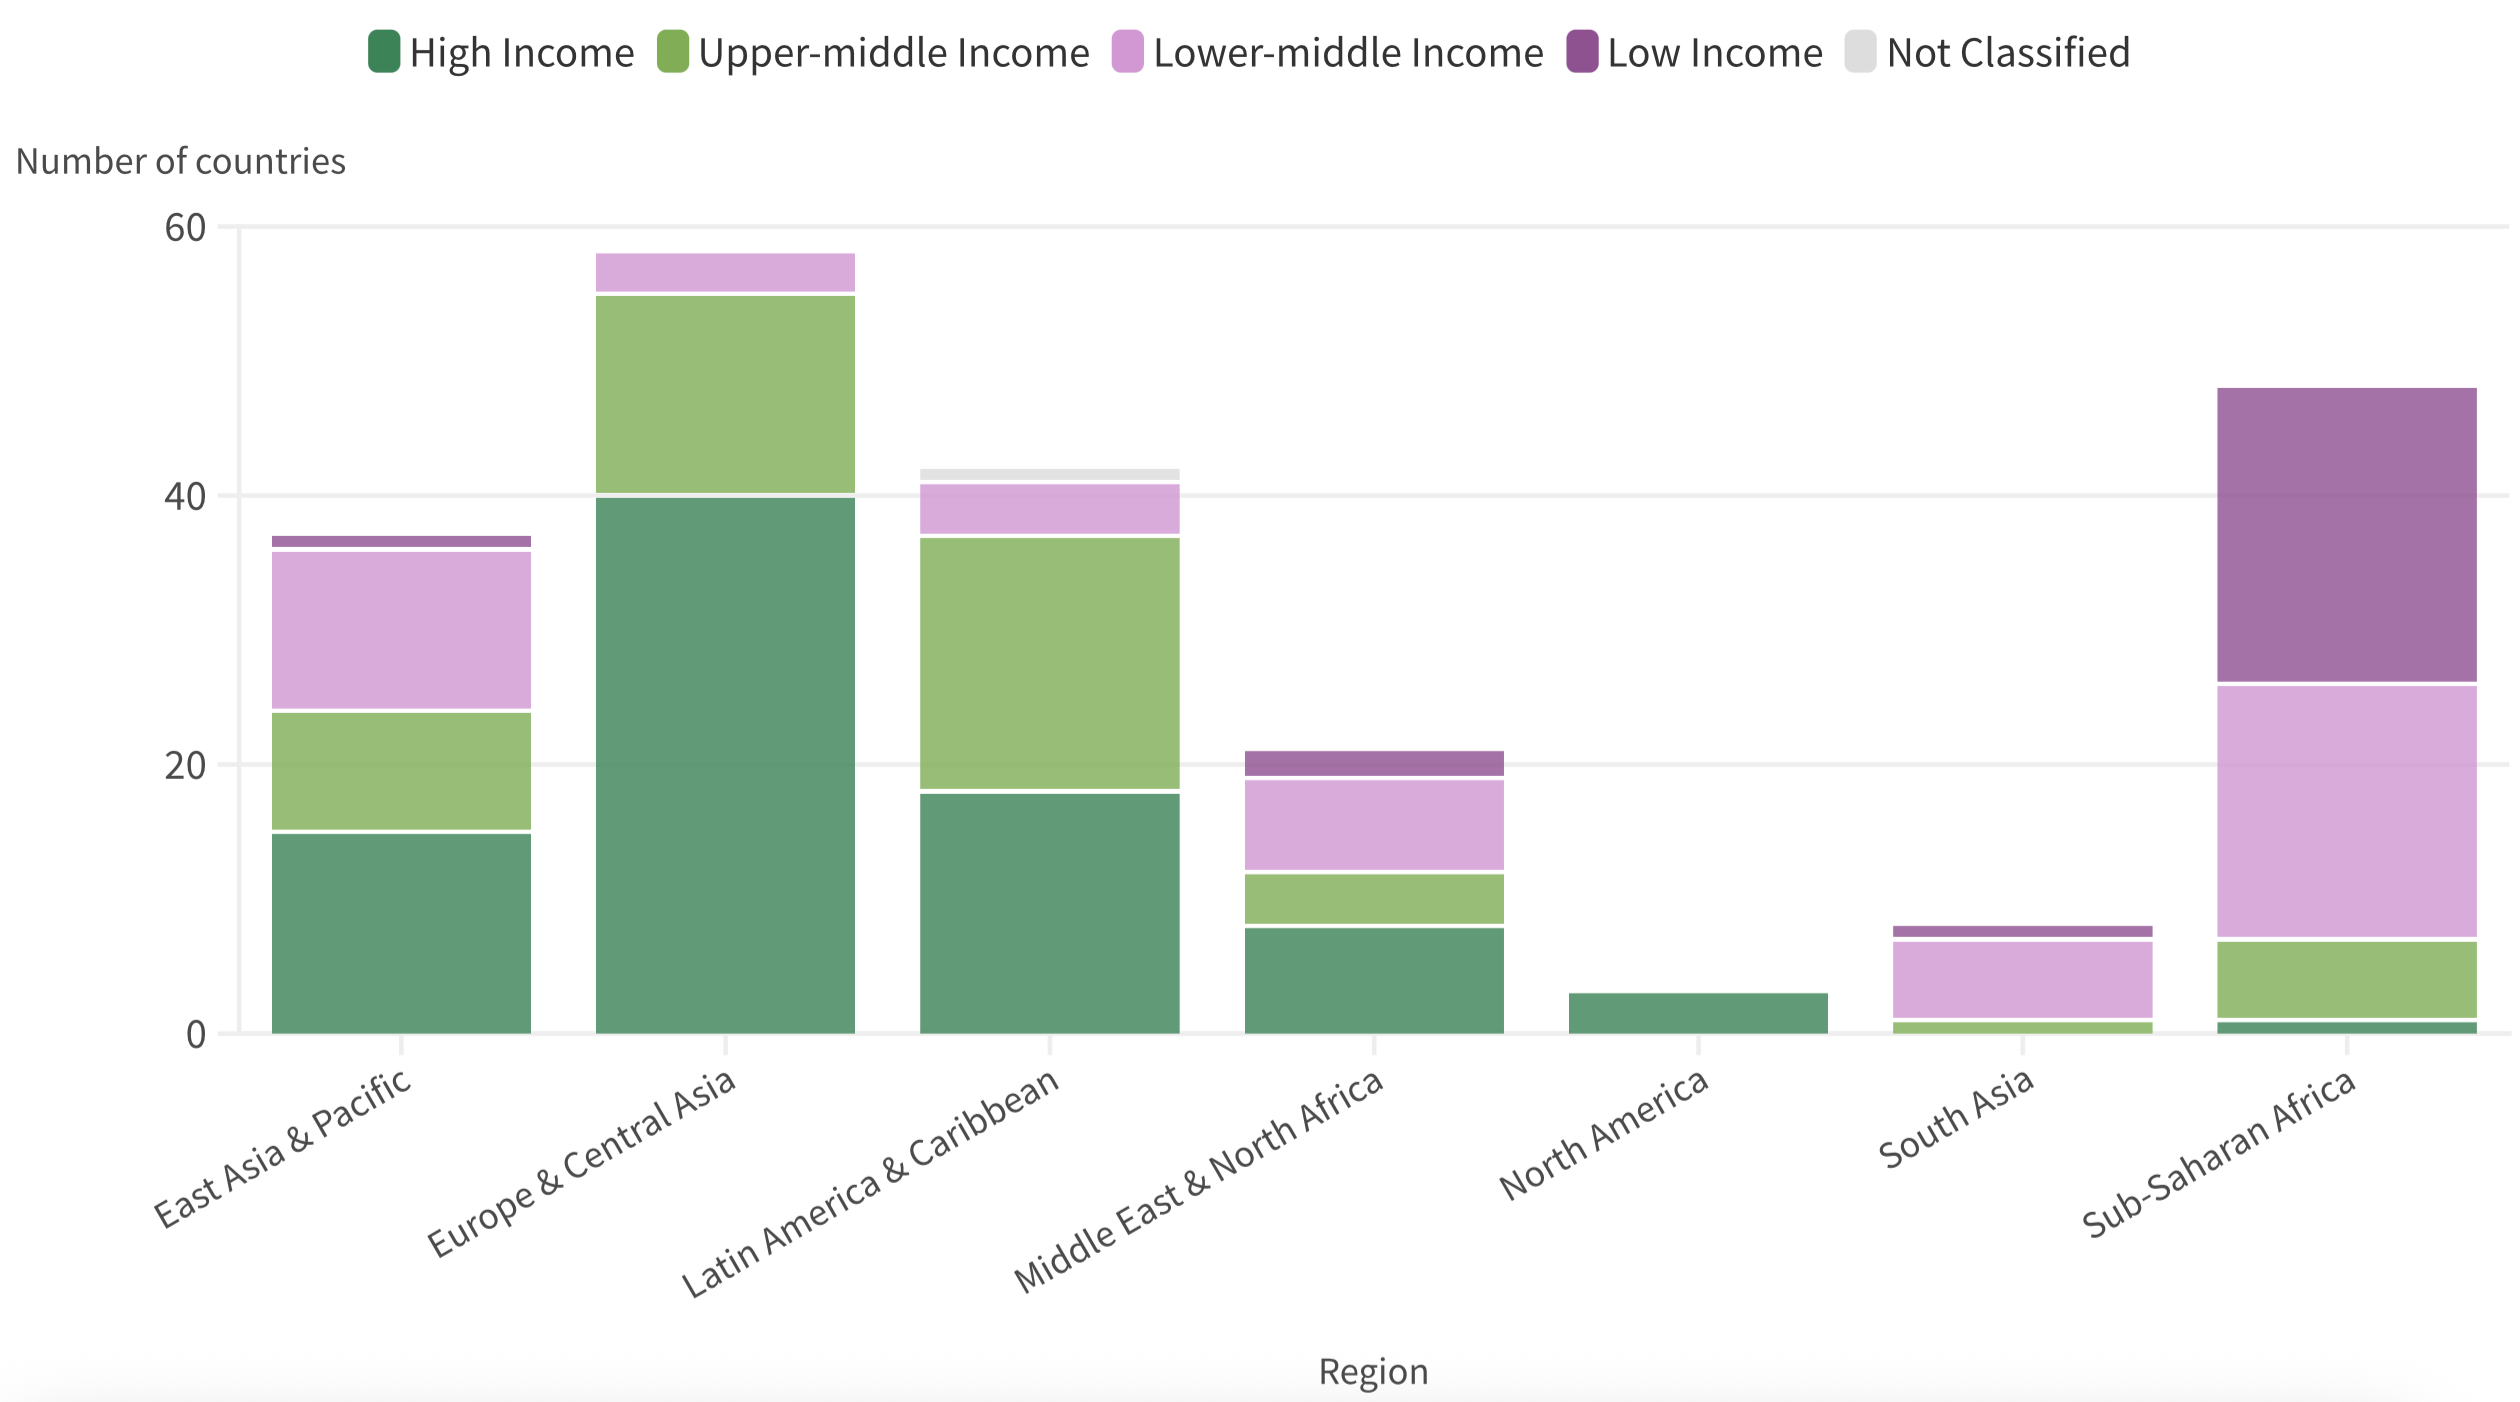 High Income Upper-middle Income Lower-middle Income Low Income Not Classified
Number of countries
60
40
20
0
East Asia & Pacific
Europe & Central Asia
Latin America & Caribbean
Middle East & North Africa
North America
South Asia
Sub-Saharan Africa
Region